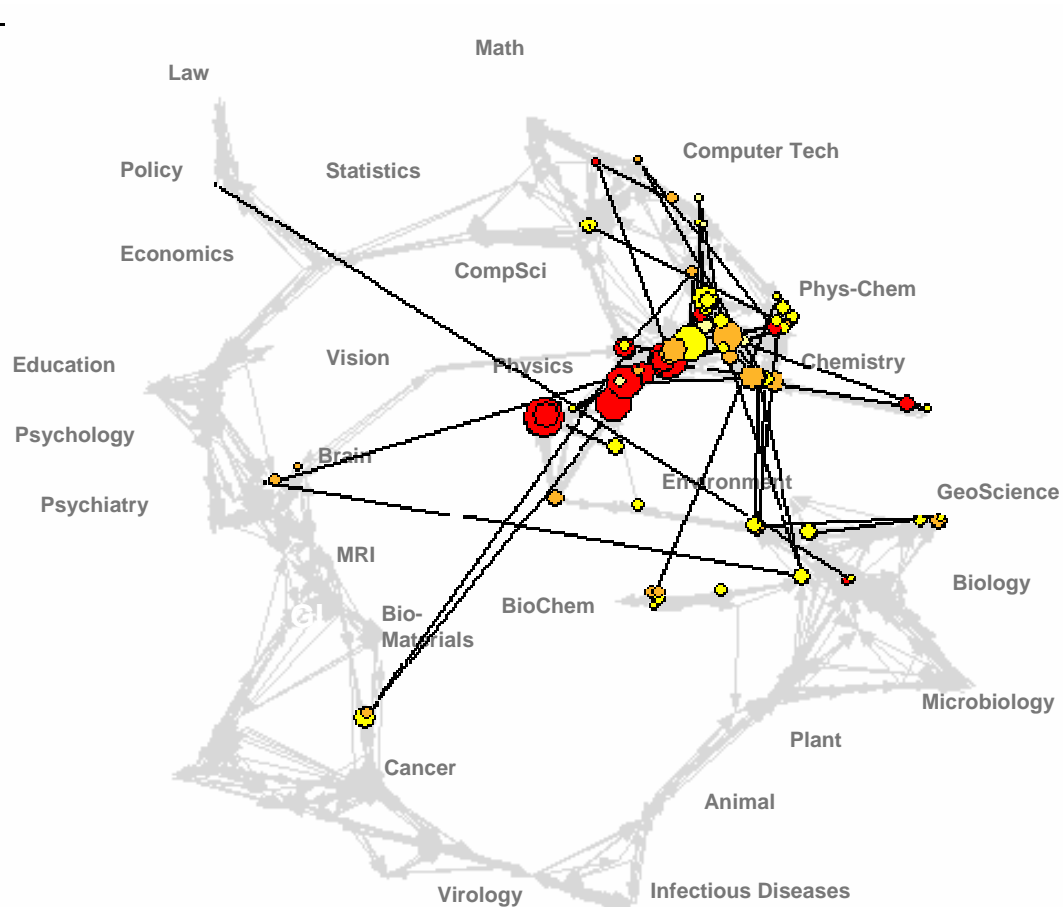 Math
Law
Computer Tech
Policy
Statistics
Economics
CompSci
Phys-Chem
Education
Vision
Physics
Chemistry
Psychology
Brain
Environment
GeoScience
Psychiatry
MRI
Biology
BioChem
Bio-
Materials
Microbiology
Plant
Cancer
Animal
Virology
Infectious Diseases